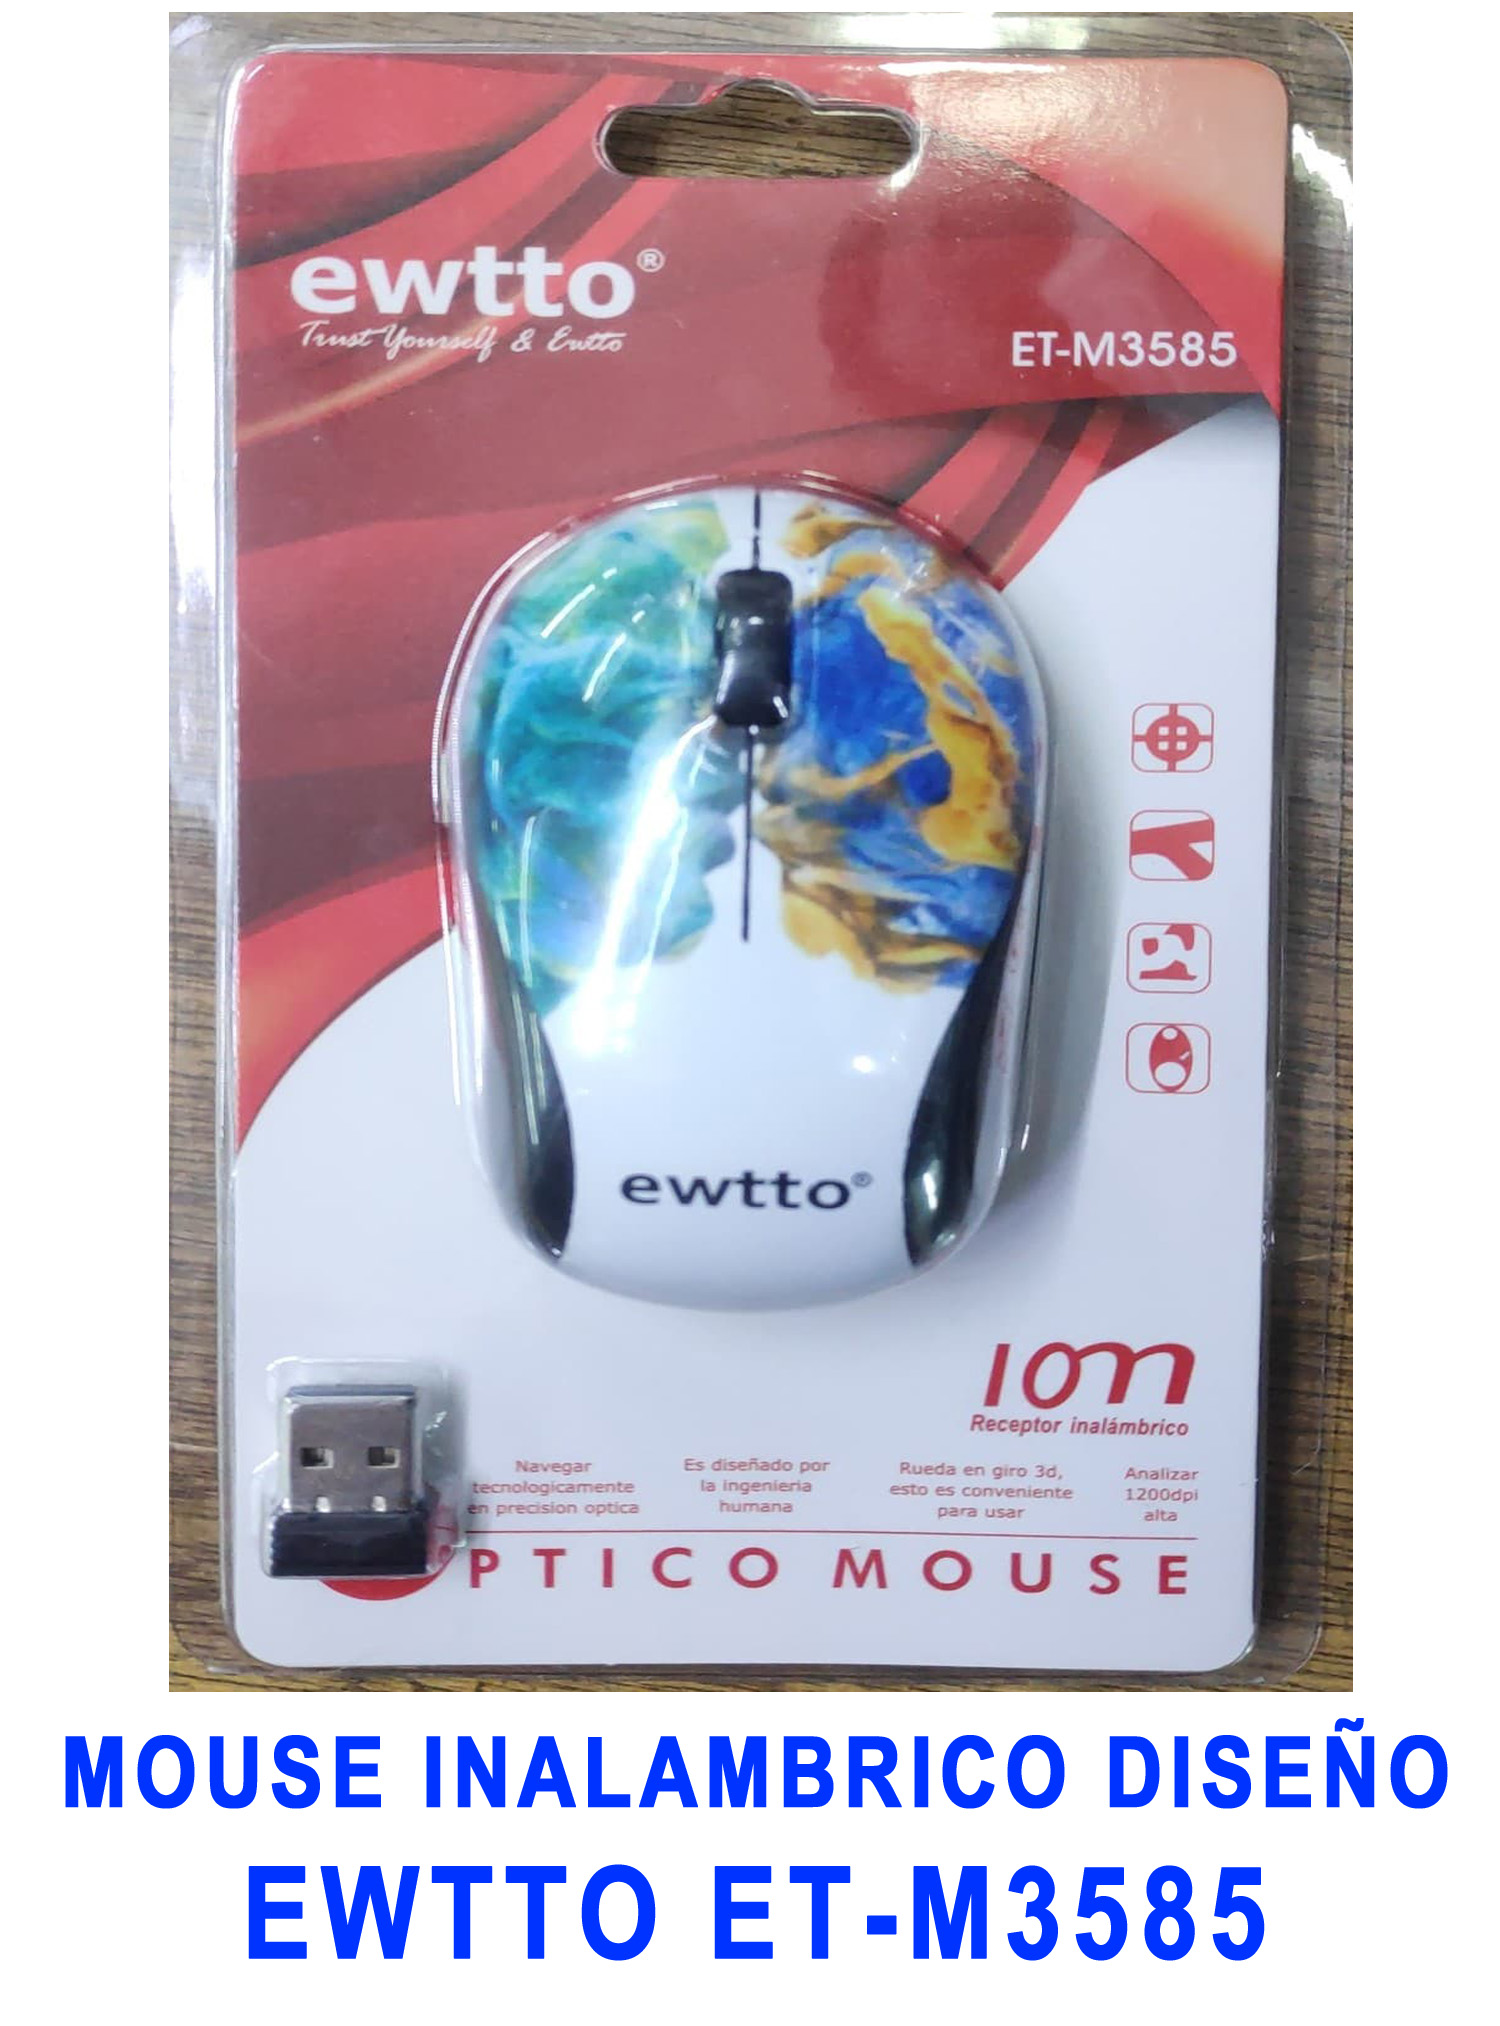 ewtto®
Trust Yourself & Ewtto
ET-M3585
ewtto®
10m
Receptor inalámbrico
Navegar
tecnologicamente
en precision optica
Es diseñado por
la ingenieria
humana
Rueda en giro 3d,
esto es conveniente
para usar
Analizar
1200dpi
alta
PTICO MOUSE
MOUSE INALAMBRICO DISEÑO
EWTTO ET-M3585